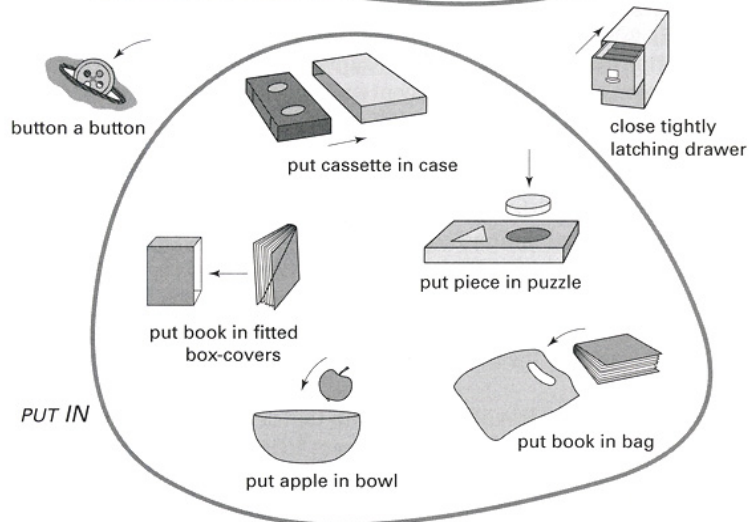 button a button
put cassette in case
close tightly
latching drawer
put piece in puzzle
put book in fitted
box-covers
PUT IN
put apple in bowl
put book in bag